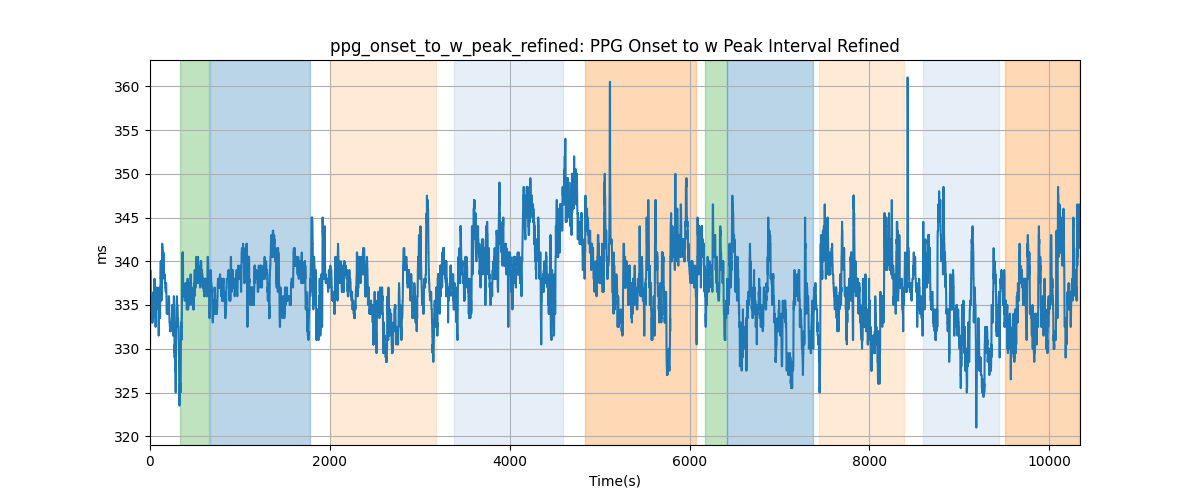 ppg_onset_to_w_peak_refined: PPG Onset to w Peak Interval Refined
360
355
350
345
340
335
330
325
320
ms
0 2000 4000 6000 8000 10000
Time(s)